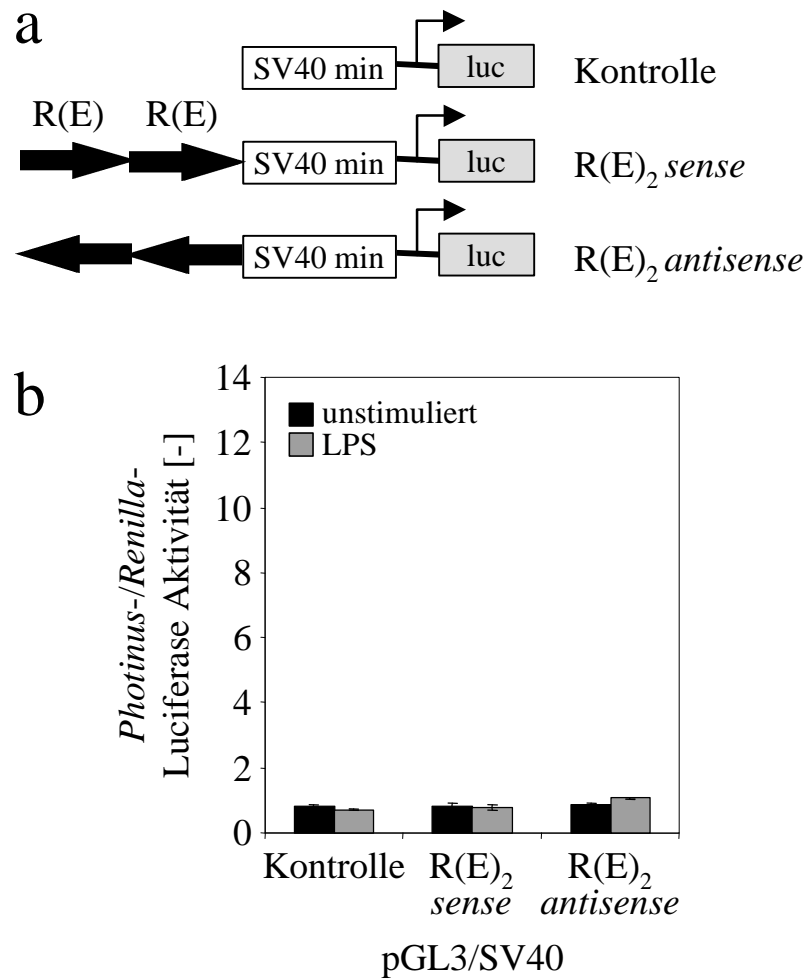 a
SV40 min luc Kontrolle
R(E) R(E)
SV40 min luc R(E)2 sense
SV40 min luc R(E)2 antisense
b
Photinus-/Renilla-
Luciferase Aktivität [-]
14
12
10
8
6
4
2
0
unstimuliert
LPS
Kontrolle R(E)2 R(E)2
sense antisense
pGL3/SV40